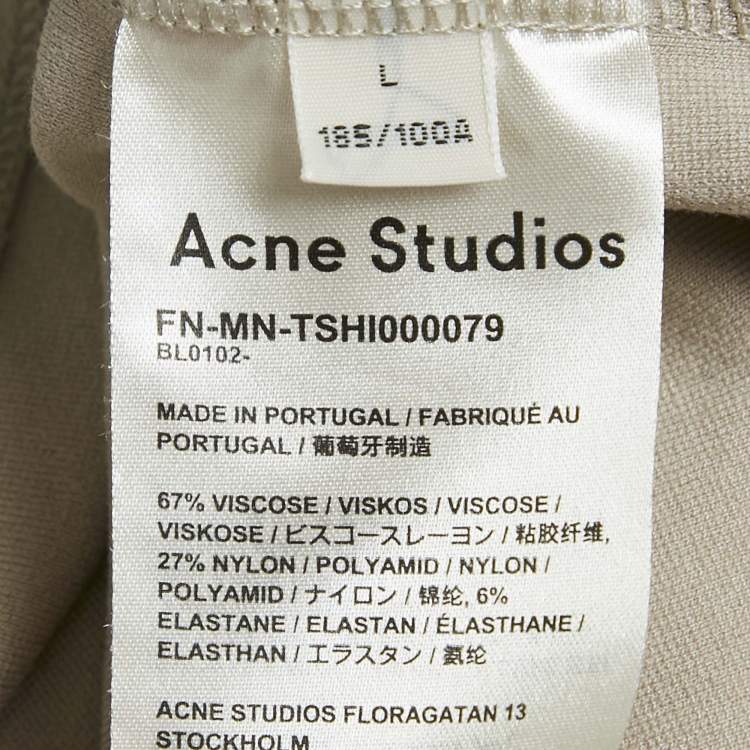 L
185/100A
Acne Studios
FN-MN-TSHI000079
BL0102-
MADE IN PORTUGAL / FABRIQUÉ AU
PORTUGAL / 葡萄牙制造
67% VISCOSE / VISKOS / VISCOSE /
VISKOSE / ビスコースレーヨン / 粘胶纤维,
27% NYLON / POLYAMID / NYLON /
POLYAMID / ナイロン / 锦纶, 6%
ELASTANE / ELASTAN / ÉLASTHANE /
ELASTHAN / エラスタン / 氨纶
ACNE STUDIOS FLORAGATAN 13
STOCKHOLM